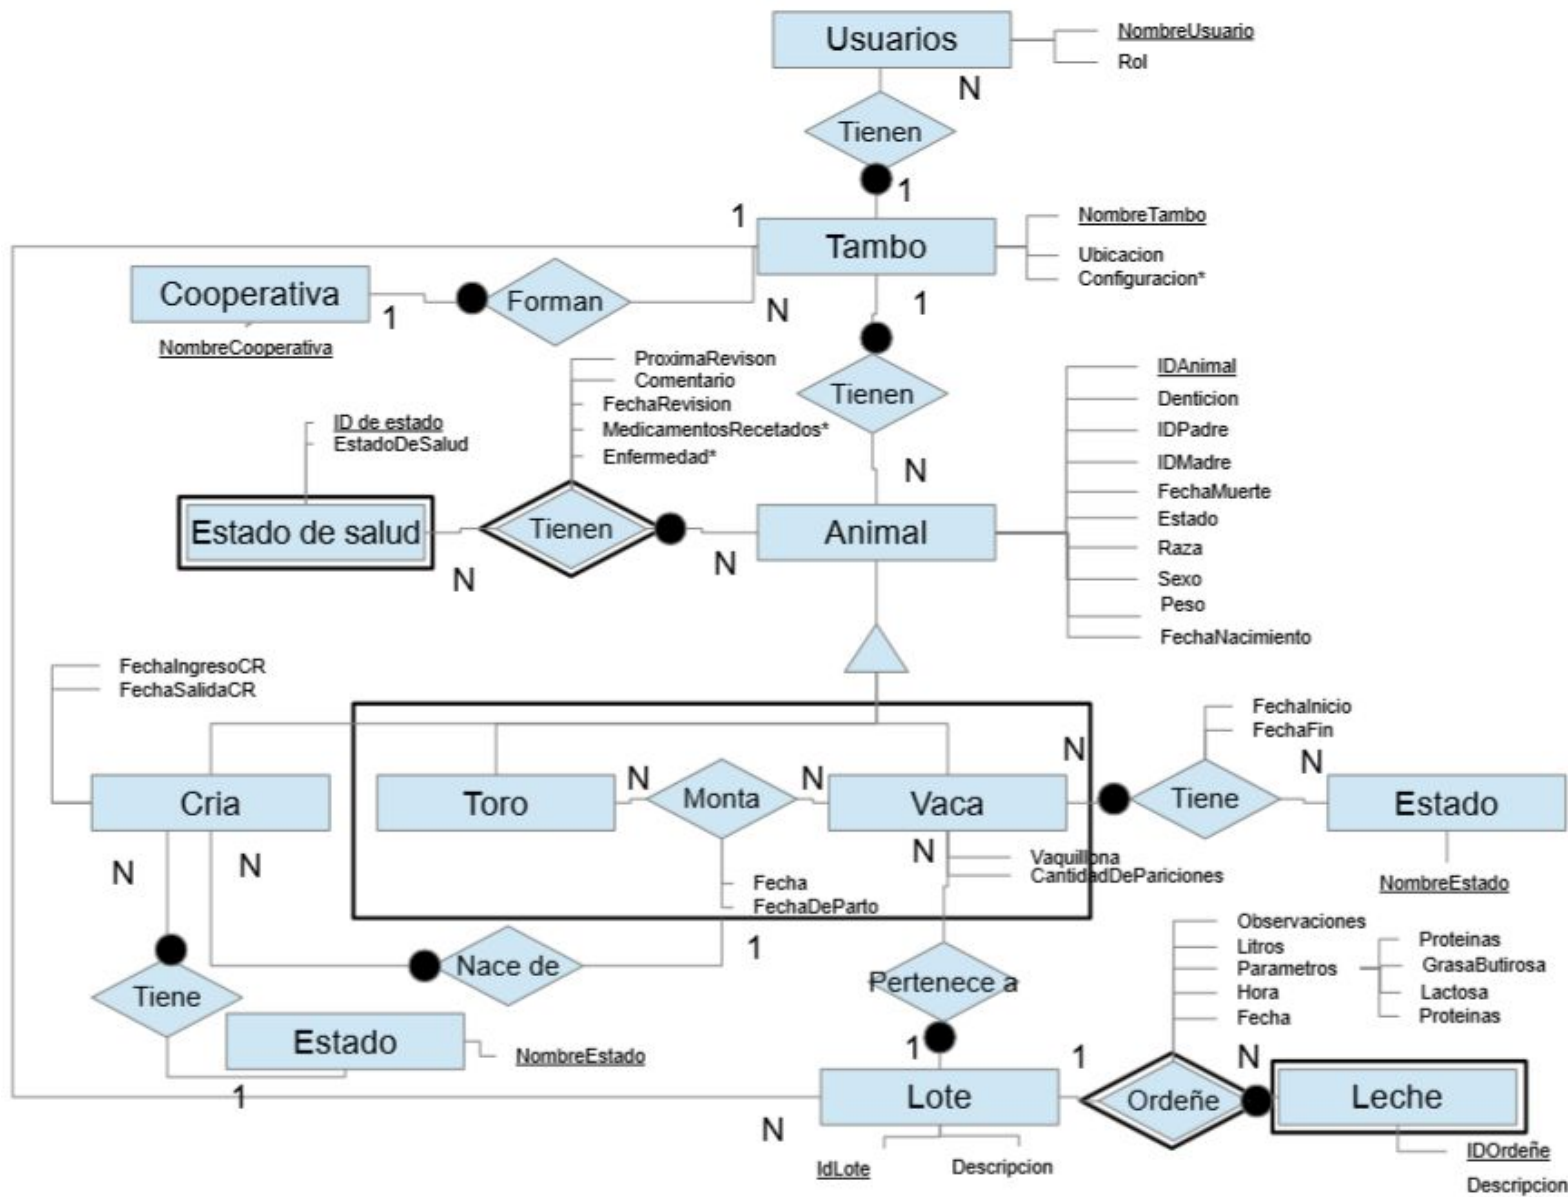 Usuarios
NombreUsuario
Rol
N
Tienen
1
1
Tambo
NombreTambo
Ubicacion
Configuracion*
Cooperativa
1
Forman
N
1
NombreCooperativa
ProximaRevison
Comentario
FechaRevision
MedicamentosRecetados*
Enfermedad*
Tienen
N
IDAnimal
Denticion
IDPadre
IDMadre
FechaMuerte
Estado
Raza
Sexo
Peso
FechaNacimiento
ID de estado
EstadoDeSalud
Estado de salud
N
Tienen
N
Animal
FechaIngresoCR
FechaSalidaCR
Cria
Toro
N
Monta
N
Vaca
N
Tiene
N
Estado
FechaInicio
FechaFin
NombreEstado
N
N
N
Vaquillona
CantidadDePariciones
Fecha
FechaDeParto
Nace de
1
Pertenece a
Tiene
Estado
NombreEstado
1
Observaciones
Litros
Parametros
Hora
Fecha
Proteinas
GrasaButirosa
Lactosa
Proteinas
1
Lote
1
Ordeñe
N
Leche
N
IdLote
Descripcion
IDOrdeñe
Descripcion